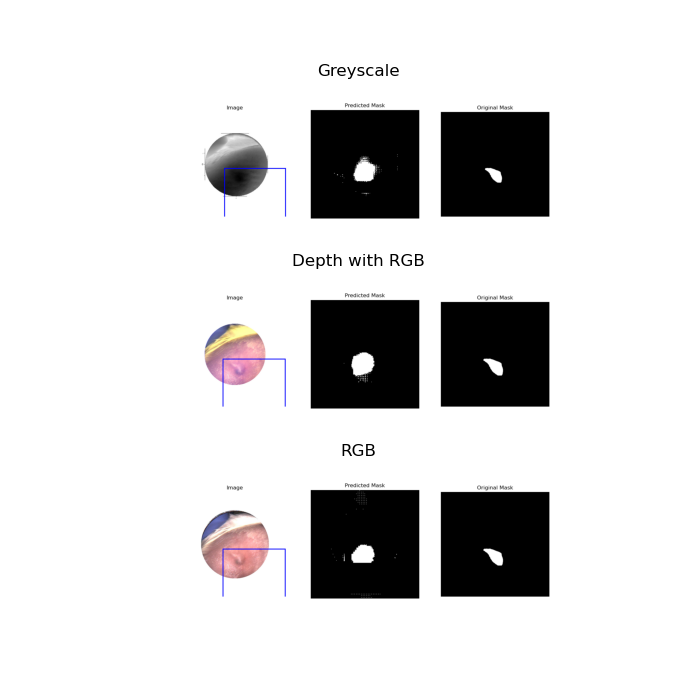 Greyscale
Image
Predicted Mask
Original Mask
Depth with RGB
Image
Predicted Mask
Original Mask
RGB
Image
Predicted Mask
Original Mask